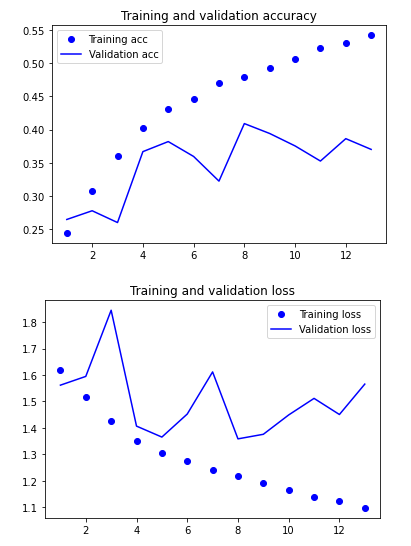 Training and validation accuracy
0.55
0.50
0.45
0.40
0.35
0.30
0.25
Training acc
Validation acc
2 4 6 8 10 12
Training and validation loss
1.8
1.7
1.6
1.5
1.4
1.3
1.2
1.1
Training loss
Validation loss
2 4 6 8 10 12